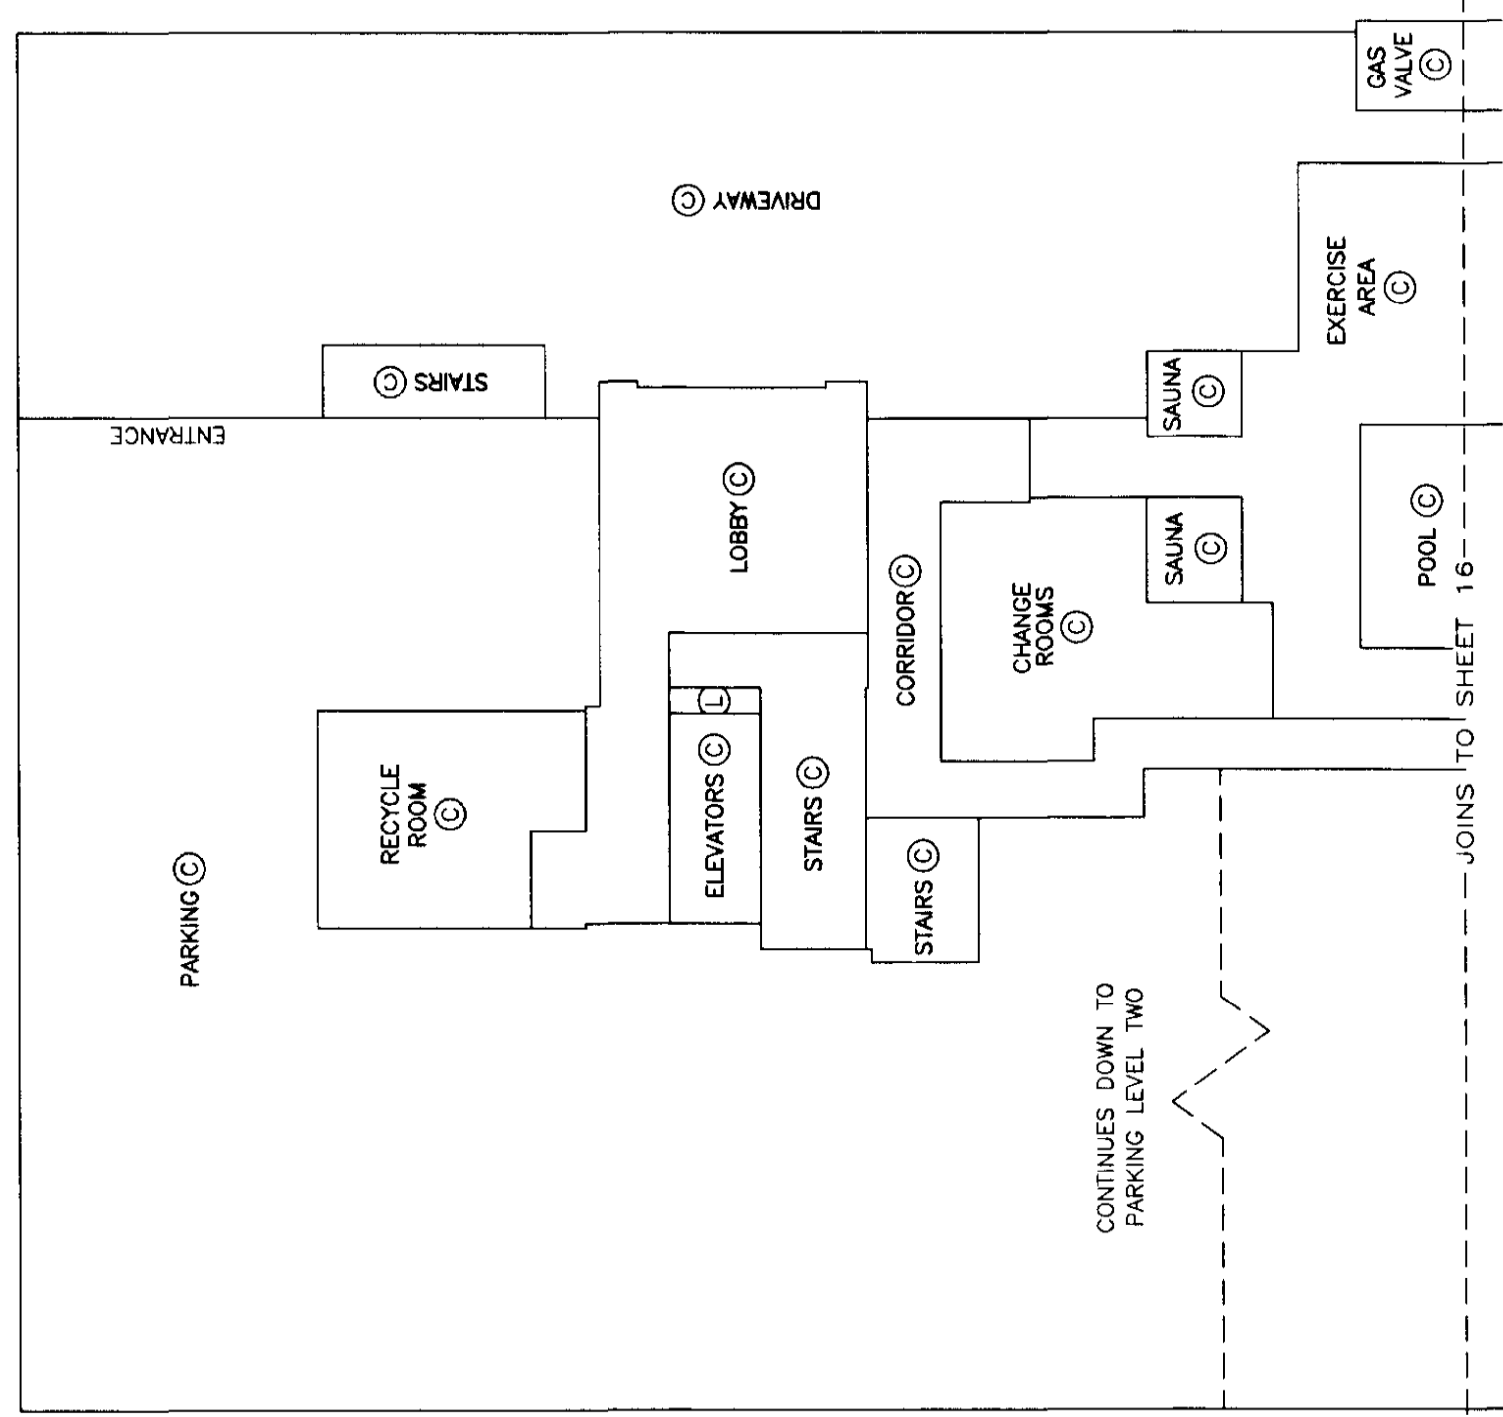 GAS
VALVE
Ⓒ
DRIVEWAY Ⓒ
EXERCISE
AREA
Ⓒ
STAIRS Ⓒ
SAUNA
Ⓒ
ENTRANCE
LOBBY Ⓒ
POOL Ⓒ
SAUNA
Ⓒ
CORRIDOR Ⓒ
CHANGE
ROOMS
Ⓒ
Ⓛ
ELEVATORS Ⓒ
STAIRS Ⓒ
RECYCLE
ROOM
Ⓒ
STAIRS Ⓒ
PARKING Ⓒ
JOINS TO SHEET 16
CONTINUES DOWN TO
PARKING LEVEL TWO